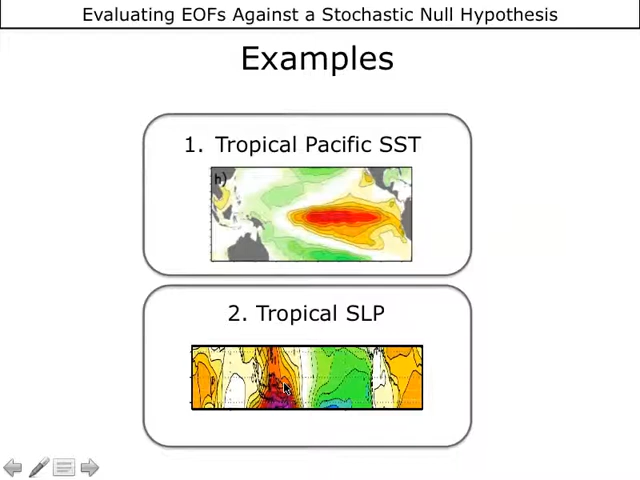 Evaluating EOFs Against a Stochastic Null Hypothesis
Examples
1. Tropical Pacific SST
h)
2. Tropical SLP